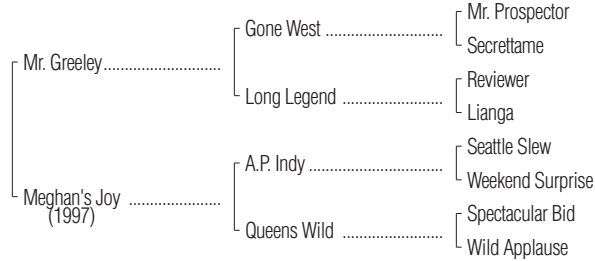 Mr. Prospector
Gone West ........................
Secrettame
Mr. Greeley........................
Reviewer
Long Legend .....................
Lianga
Seattle Slew
A.P. Indy ............................
Weekend Surprise
Meghan's Joy ...................
(1997)
Spectacular Bid
Queens Wild .....................
Wild Applause